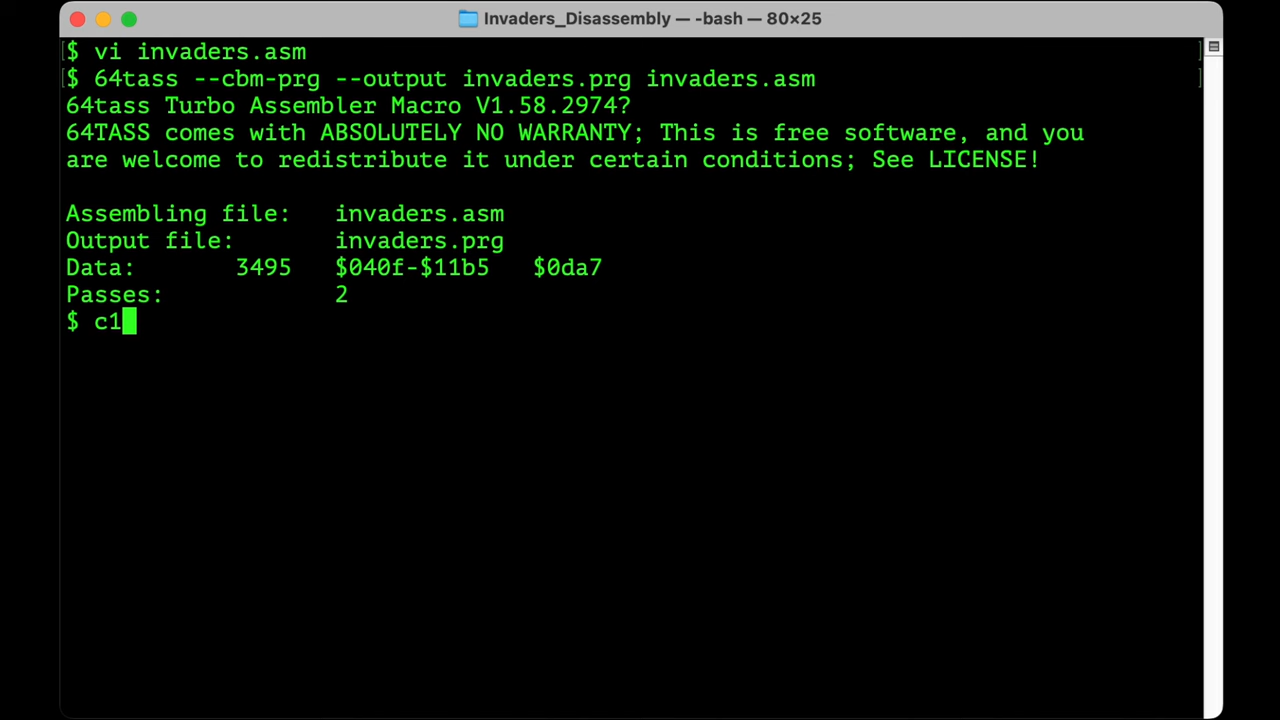 Invaders_Disassembly — -bash — 80×25
[$ vi invaders.asm ]
[$ 64tass --cbm-prg --output invaders.prg invaders.asm ]
64tass Turbo Assembler Macro V1.58.2974?
64TASS comes with ABSOLUTELY NO WARRANTY; This is free software, and you
are welcome to redistribute it under certain conditions; See LICENSE!
Assembling file:   invaders.asm
Output file:       invaders.prg
Data:       3495   $040f-$11b5   $0da7
Passes:            2
$ c1